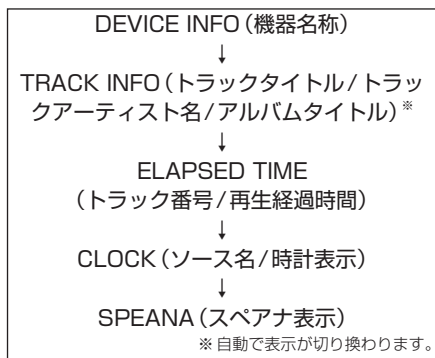 DEVICE INFO(機器名称)
↓
TRACK INFO(トラックタイトル/トラッ
クアーティスト名/アルバムタイトル)※
↓
ELAPSED TIME
(トラック番号/再生経過時間)
↓
CLOCK(ソース名/時計表示)
↓
SPEANA(スペアナ表示)
※自動で表示が切り換わります。